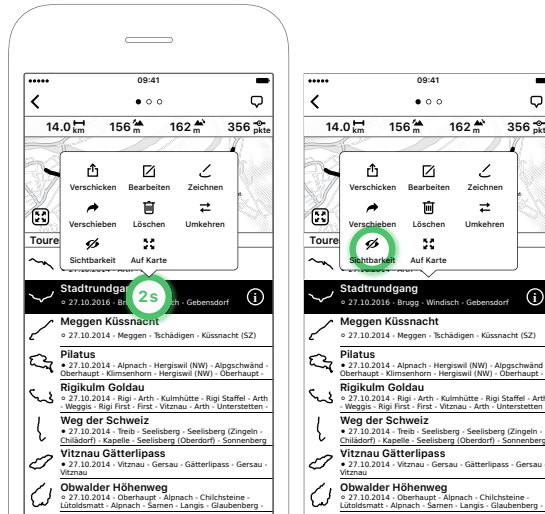 09:41
14.0 km 156 m 162 m 356 pkte
Verschicken Bearbeiten Zeichnen
Verschieben Löschen Umkehren
Sichtbarkeit Auf Karte
Toure
Stadtrundgan
2s
27.10.2016 - Br ch - Gebensdorf
Meggen Küssnacht
27.10.2014 - Meggen - Tschädigen - Küssnacht (SZ)
Pilatus
27.10.2014 - Alpnach - Hergiswil (NW) - Alpgschwänd -
Oberhaupt - Klimsenhorn - Hergiswil (NW) - Oberhaupt -
Rigikulm Goldau
27.10.2014 - Rigi - Arth - Kulmhütte - Rigi Staffel - Arth
- Weggis - Rigi First - First - Vitznau - Arth - Unterstetten -
Weg der Schweiz
27.10.2014 - Treib - Seelisberg - Seelisberg (Zingeln -
Chilädorf) - Kapelle - Seelisberg (Oberdorf) - Sonnenberg
Vitznau Gätterlipass
27.10.2014 - Vitznau - Gersau - Gätterlipass - Gersau -
Vitznau
Obwalder Höhenweg
27.10.2014 - Oberhaupt - Alpnach - Chilchsteine -
Lütoldsmatt - Alpnach - Sarnen - Langis - Glaubenberg -
09:41
14.0 km 156 m 162 m 356 pkte
Verschicken Bearbeiten Zeichnen
Verschieben Löschen Umkehren
Sichtbarkeit Auf Karte
Toure
Stadtrundgang
27.10.2016 - Brugg - Windisch - Gebensdorf
Meggen Küssnacht
27.10.2014 - Meggen - Tschädigen - Küssnacht (SZ)
Pilatus
27.10.2014 - Alpnach - Hergiswil (NW) - Alpgschwänd
Oberhaupt - Klimsenhorn - Hergiswil (NW) - Oberhaupt
Rigikulm Goldau
27.10.2014 - Rigi - Arth - Kulmhütte - Rigi Staffel - Arth
- Weggis - Rigi First - First - Vitznau - Arth - Unterstetten
Weg der Schweiz
27.10.2014 - Treib - Seelisberg - Seelisberg (Zingeln -
Chilädorf) - Kapelle - Seelisberg (Oberdorf) - Sonnenberg
Vitznau Gätterlipass
27.10.2014 - Vitznau - Gersau - Gätterlipass - Gersau
Vitznau
Obwalder Höhenweg
27.10.2014 - Oberhaupt - Alpnach - Chilchsteine -
Lütoldsmatt - Alpnach - Sarnen - Langis - Glaubenberg -